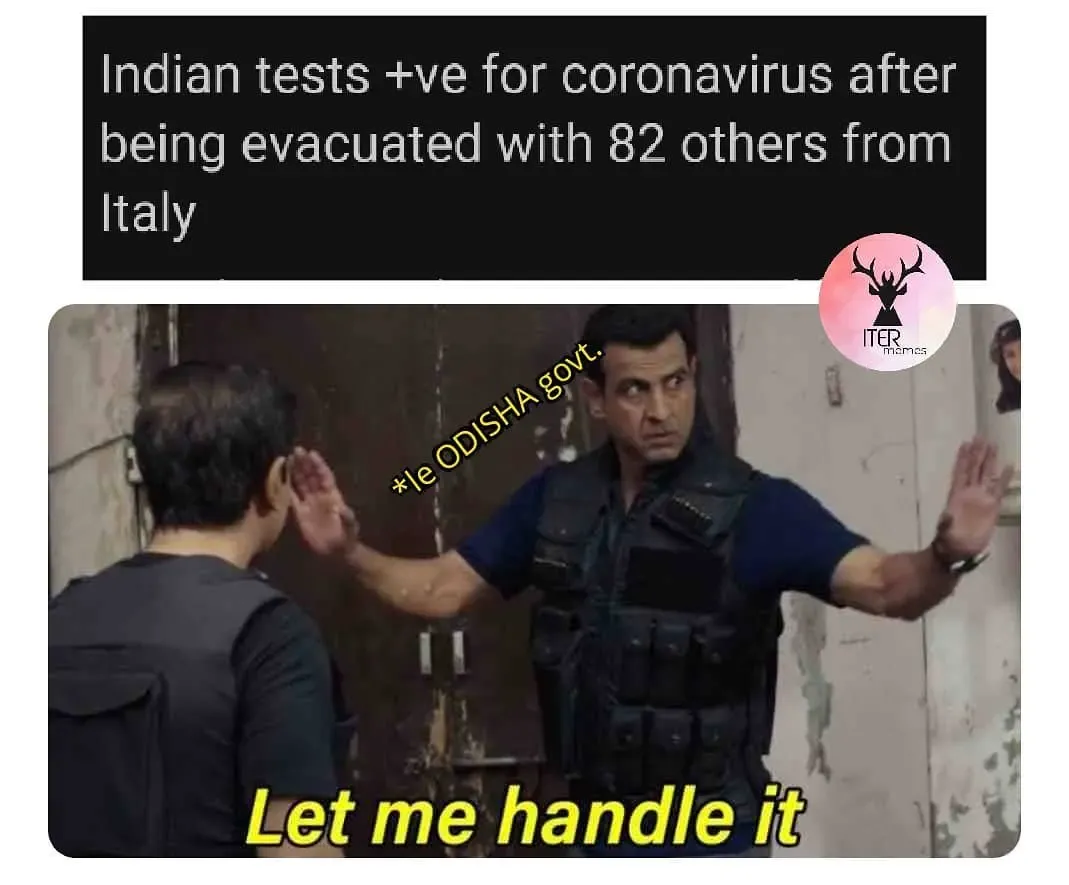 Indian tests +ve for coronavirus after
being evacuated with 82 others from
Italy
ITER
memes
*le ODISHA govt.
Let me handle it